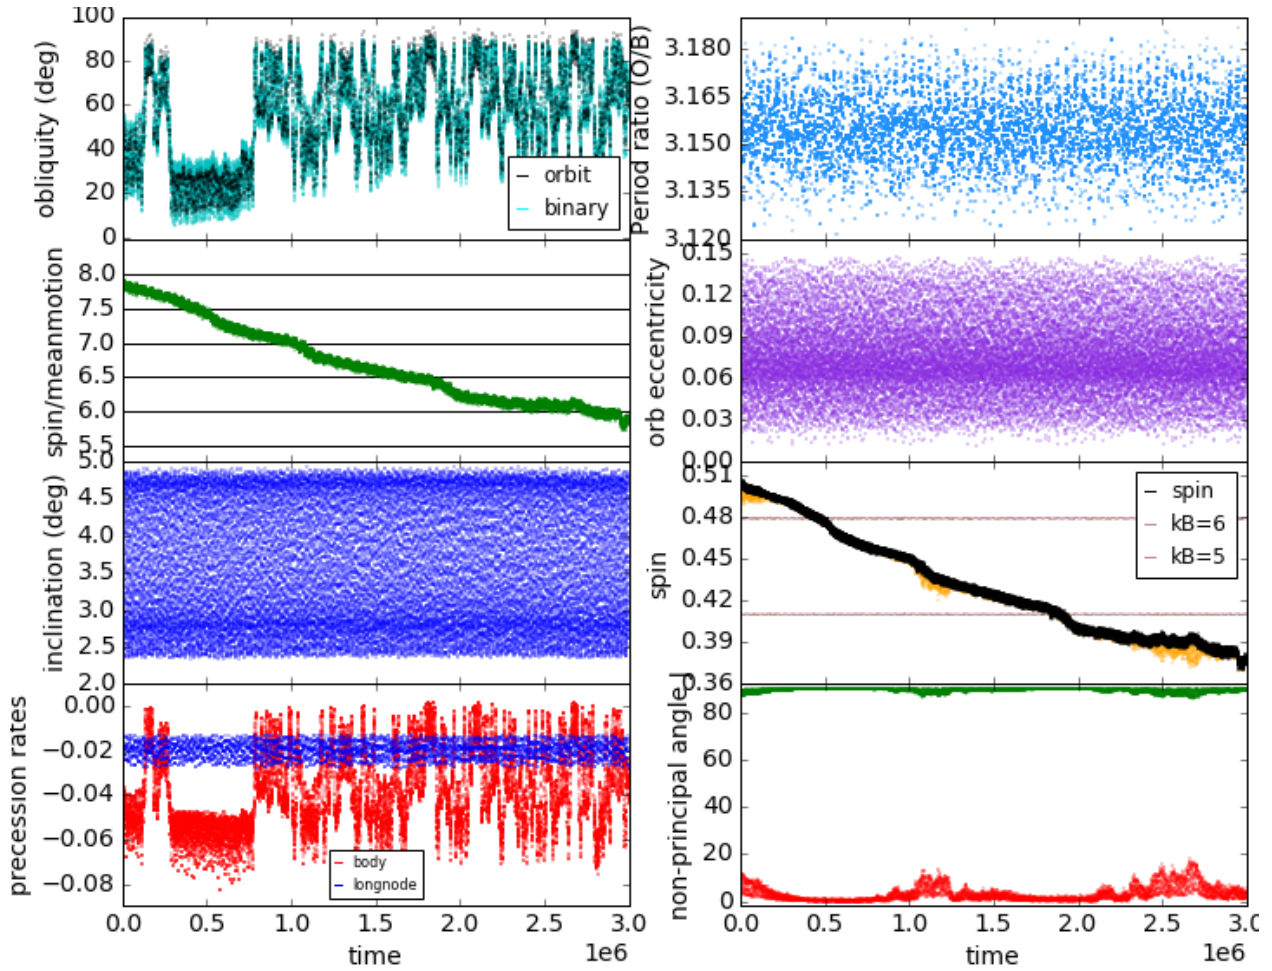 obliquity (deg)
100
80
60
40
20
0
orbit
binary
spin/meanmotion
8.0
7.5
7.0
6.5
6.0
5.5
inclination (deg)
5.0
4.5
4.0
3.5
3.0
2.5
2.0
precession rates
0.00
−0.02
−0.04
−0.06
−0.08
body
longnode
0.0 0.5 1.0 1.5 2.0 2.5 3.0
time 1e6
Period ratio (O/B)
3.180
3.165
3.150
3.135
3.120
orb eccentricity
0.15
0.12
0.09
0.06
0.03
0.00
spin
0.51
0.48
0.45
0.42
0.39
0.36
spin
kB=6
kB=5
non-principal angle J
80
60
40
20
0
0.0 0.5 1.0 1.5 2.0 2.5 3.0
time 1e6